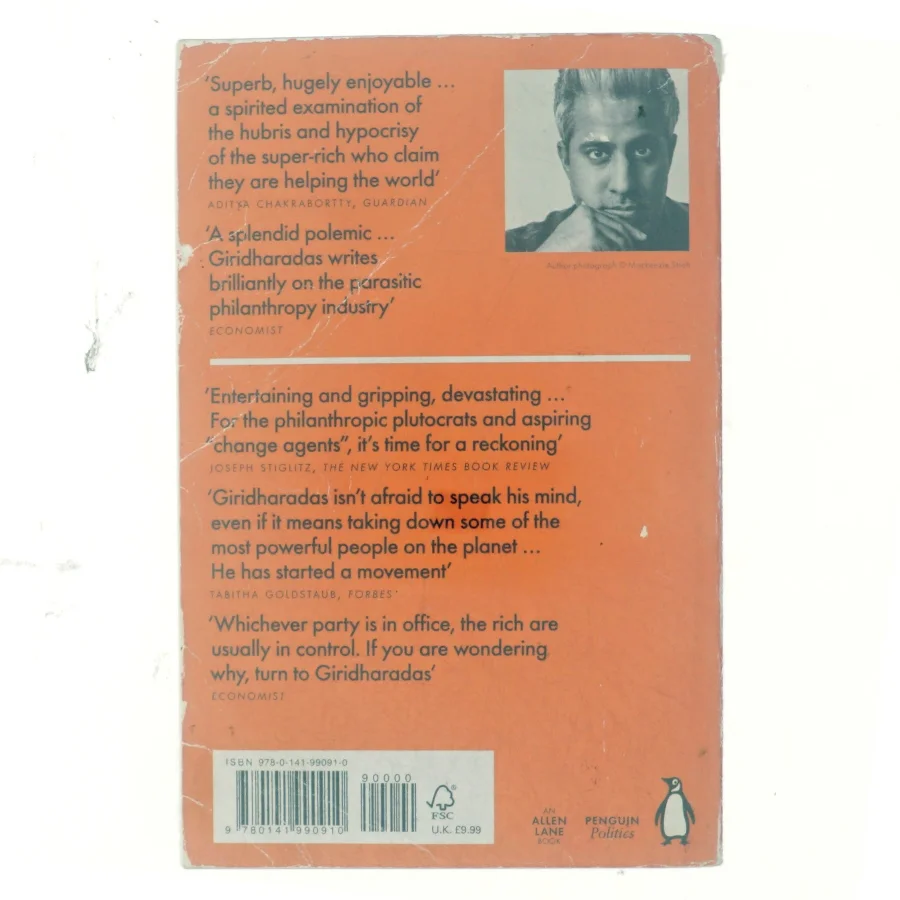 ‘Superb, hugely enjoyable ...
a spirited examination of
the hubris and hypocrisy
of the super-rich who claim
they are helping the world’
ADITYA CHAKRABORTTY, GUARDIAN
‘A splendid polemic ...
Giridharadas writes
brilliantly on the parasitic
philanthropy industry’
ECONOMIST
Author photograph © Mackenzie Stroh
‘Entertaining and gripping, devastating ...
For the philanthropic plutocrats and aspiring
“change agents”, it’s time for a reckoning’
JOSEPH STIGLITZ, THE NEW YORK TIMES BOOK REVIEW
‘Giridharadas isn’t afraid to speak his mind,
even if it means taking down some of the
most powerful people on the planet ...
He has started a movement’
TABITHA GOLDSTAUB, FORBES
‘Whichever party is in office, the rich are
usually in control. If you are wondering
why, turn to Giridharadas’
ECONOMIST
ISBN 978-0-141-99091-0
90000
9 780141 990910
FSC
®
U.K. £9.99
AN
ALLEN
LANE
BOOK
PENGUIN
Politics